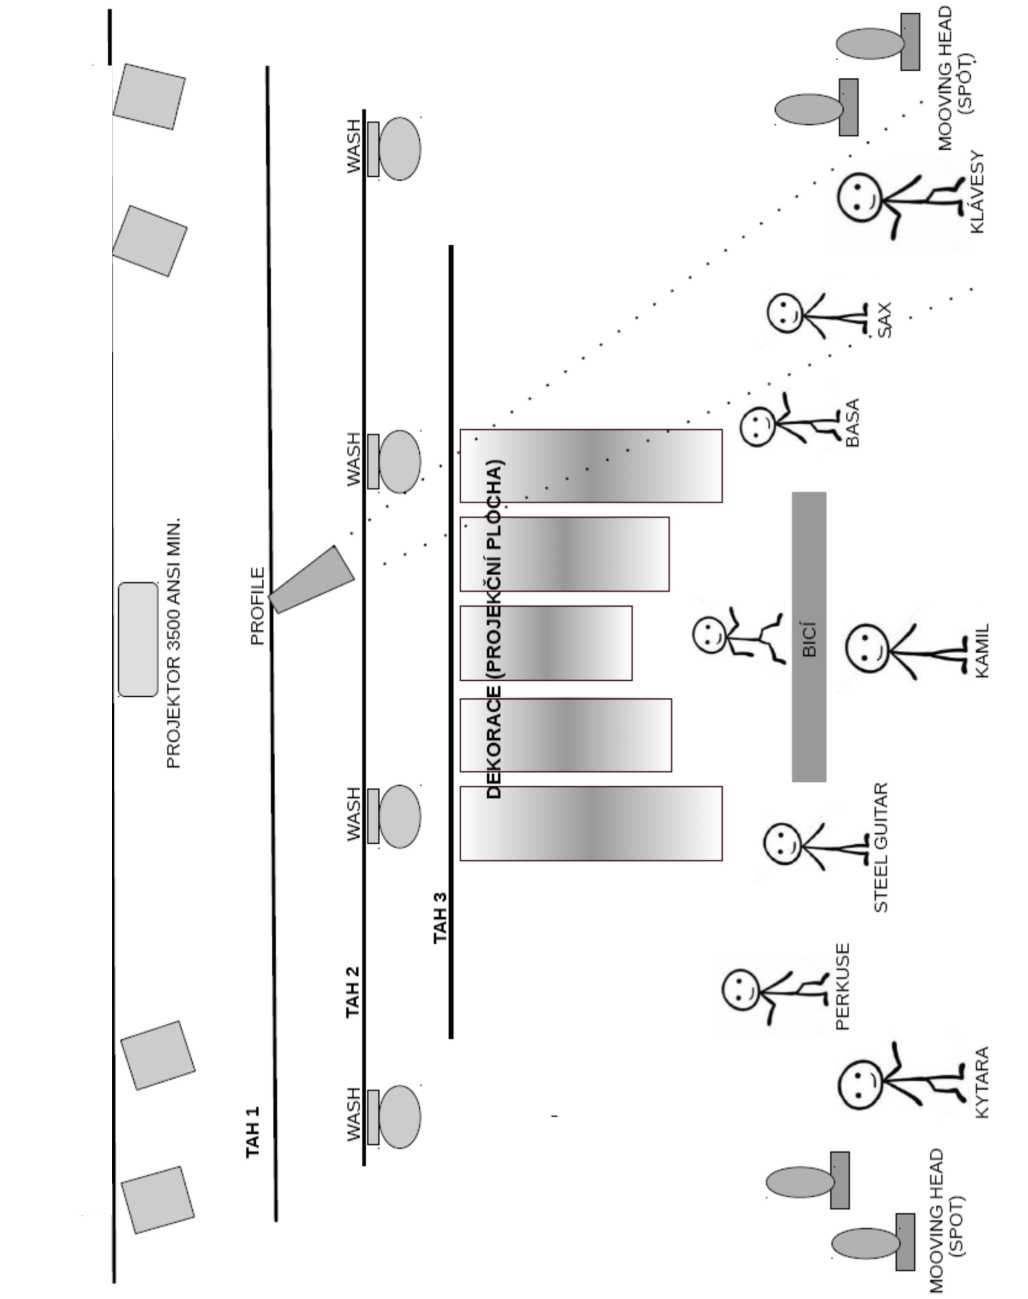 PROJEKTOR 3500 ANSI MIN.
TAH 1
PROFILE
WASH
TAH 2
WASH
WASH
WASH
TAH 3
DEKORACE (PROJEKČNÍ PLOCHA)
MOOVING HEAD
(SPOT)
KYTARA
PERKUSE
STEEL GUITAR
BICÍ
KAMIL
BASA
SAX
KLÁVESY
MOOVING HEAD
(SPOT)